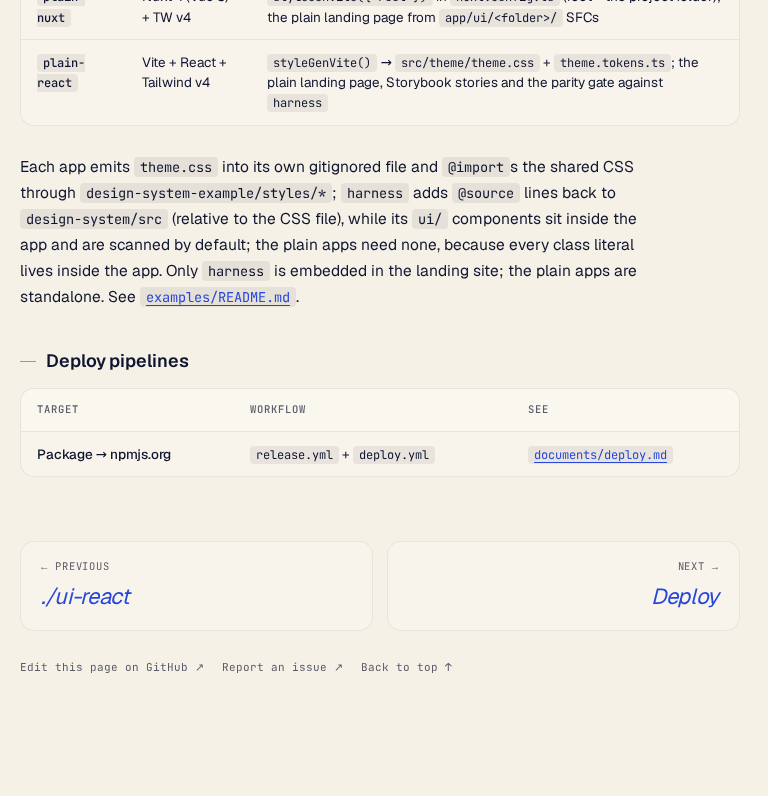 nuxt
+ TW v4
the plain landing page from app/ui/<folder>/ SFCs
plain-
react
Vite + React +
Tailwind v4
styleGenVite() → src/theme/theme.css + theme.tokens.ts; the
plain landing page, Storybook stories and the parity gate against
harness
Each app emits theme.css into its own gitignored file and @imports the shared CSS
through design-system-example/styles/*; harness adds @source lines back to
design-system/src (relative to the CSS file), while its ui/ components sit inside the
app and are scanned by default; the plain apps need none, because every class literal
lives inside the app. Only harness is embedded in the landing site; the plain apps are
standalone. See examples/README.md.
Deploy pipelines
TARGET WORKFLOW SEE
Package → npmjs.org release.yml + deploy.yml documents/deploy.md
← PREVIOUS
./ui-react
NEXT →
Deploy
Edit this page on GitHub ↗ Report an issue ↗ Back to top ↑